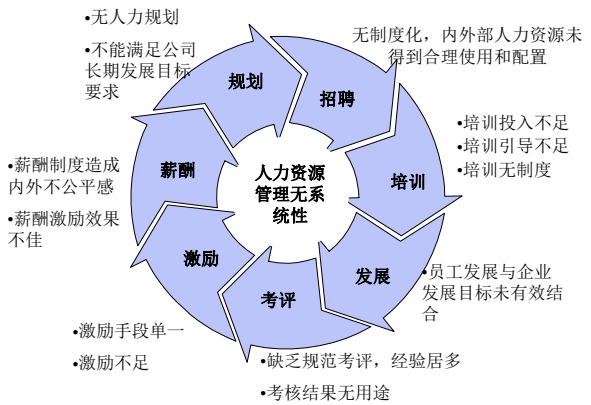 •无人力规划
•不能满足公司
长期发展目标
要求
规划
无制度化，内外部人力资源未
得到合理使用和配置
招聘
•培训投入不足
•培训引导不足
•培训无制度
培训
•员工发展与企业
发展目标未有效结
合
发展
•缺乏规范考评，经验居多
•考核结果无用途
考评
•激励手段单一
•激励不足
激励
•薪酬制度造成
内外不公平感
•薪酬激励效果
不佳
薪酬
人力资源
管理无系
统性